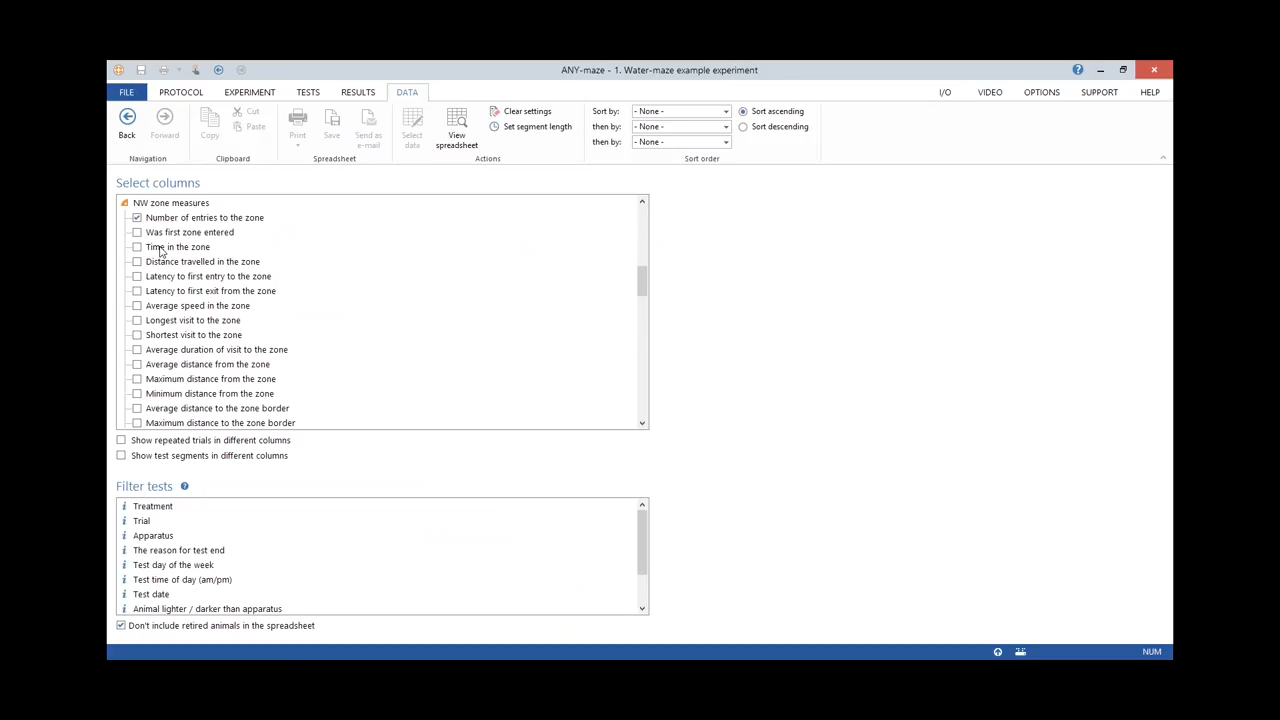 ANY-maze - 1. Water-maze example experiment
FILE PROTOCOL EXPERIMENT TESTS RESULTS DATA I/O VIDEO OPTIONS SUPPORT HELP
Back Forward Copy Cut Paste Print Save Send as e-mail Select data View spreadsheet Clear settings Set segment length
Sort by: - None - Sort ascending
then by: - None - Sort descending
then by: - None -
Navigation Clipboard Spreadsheet Actions Sort order
Select columns
NW zone measures
Number of entries to the zone
Was first zone entered
Time in the zone
Distance travelled in the zone
Latency to first entry to the zone
Latency to first exit from the zone
Average speed in the zone
Longest visit to the zone
Shortest visit to the zone
Average duration of visit to the zone
Average distance from the zone
Maximum distance from the zone
Minimum distance from the zone
Average distance to the zone border
Maximum distance to the zone border
Show repeated trials in different columns
Show test segments in different columns
Filter tests
Treatment
Trial
Apparatus
The reason for test end
Test day of the week
Test time of day (am/pm)
Test date
Animal lighter / darker than apparatus
Don't include retired animals in the spreadsheet
NUM